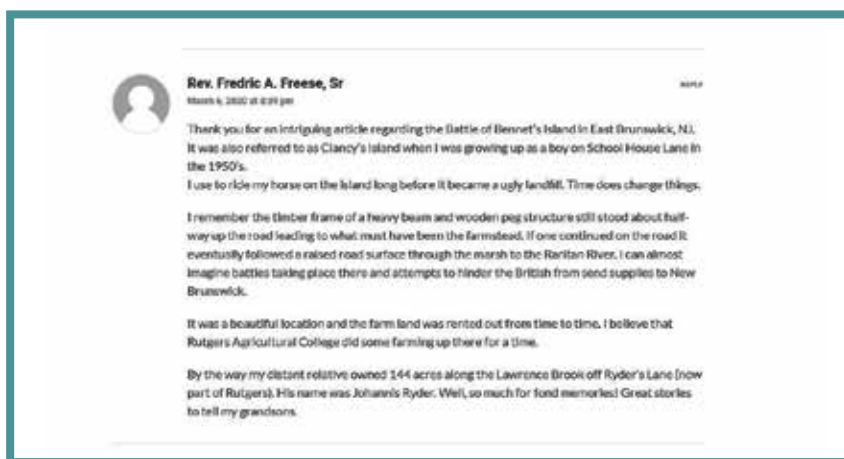 Rev. Fredric A. Freese, Sr
REPLY
March 6, 2020 at
Thank you for an intriguing article regarding the Battle of Bennet's Island in East Brunswick, NJ.
It was also referred to as Clancy's Island when I was growing up as a boy on School House Lane in
the 1950's.
I use to ride my horse on the island long before it became a ugly landfill. Time does change things.
I remember the timber frame of a heavy beam and wooden peg structure still stood about half-
way up the road leading to what must have been the farmstead. If one continued on the road it
eventually followed a raised road surface through the marsh to the Raritan River. I can almost
imagine battles taking place there and attempts to hinder the British from send supplies to New
Brunswick.
It was a beautiful location and the farm land was rented out from time to time. I believe that
Rutgers Agricultural College did some farming up there for a time.
By the way my distant relative owned 144 acres along the Lawrence Brook off Ryder's Lane (now
part of Rutgers). His name was Johannis Ryder. Well, so much for fond memories! Great stories
to tell my grandsons.